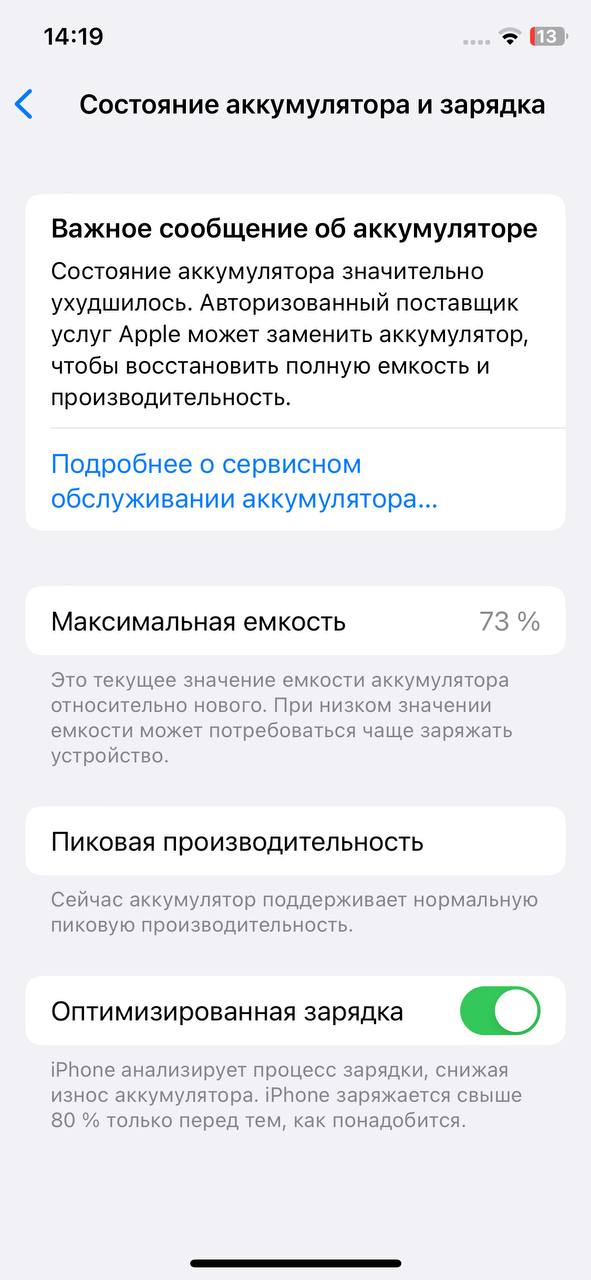 14:19
13
Состояние аккумулятора и зарядка
Важное сообщение об аккумуляторе
Состояние аккумулятора значительно
ухудшилось. Авторизованный поставщик
услуг Apple может заменить аккумулятор,
чтобы восстановить полную емкость и
производительность.
Подробнее о сервисном
обслуживании аккумулятора...
Максимальная емкость 73 %
Это текущее значение емкости аккумулятора
относительно нового. При низком значении
емкости может потребоваться чаще заряжать
устройство.
Пиковая производительность
Сейчас аккумулятор поддерживает нормальную
пиковую производительность.
Оптимизированная зарядка
iPhone анализирует процесс зарядки, снижая
износ аккумулятора. iPhone заряжается свыше
80 % только перед тем, как понадобится.